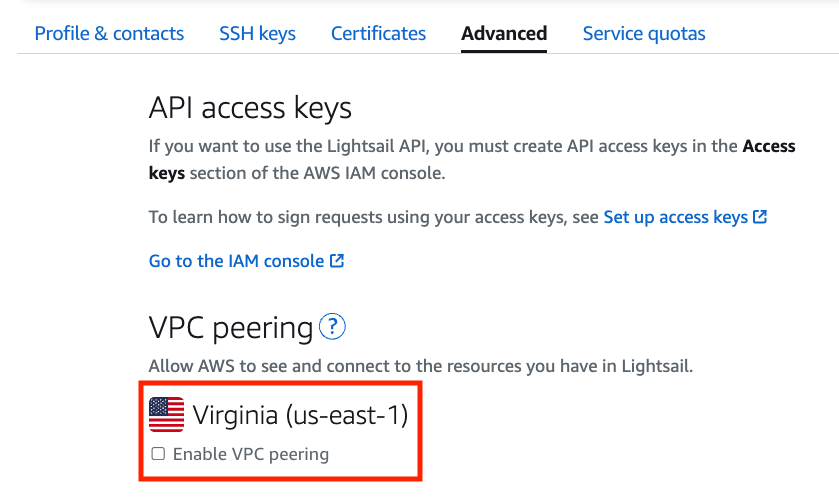 Profile & contacts SSH keys Certificates Advanced Service quotas
API access keys
If you want to use the Lightsail API, you must create API access keys in the Access
keys section of the AWS IAM console.
To learn how to sign requests using your access keys, see Set up access keys
Go to the IAM console
VPC peering ?
Allow AWS to see and connect to the resources you have in Lightsail.
Virginia (us-east-1)
Enable VPC peering